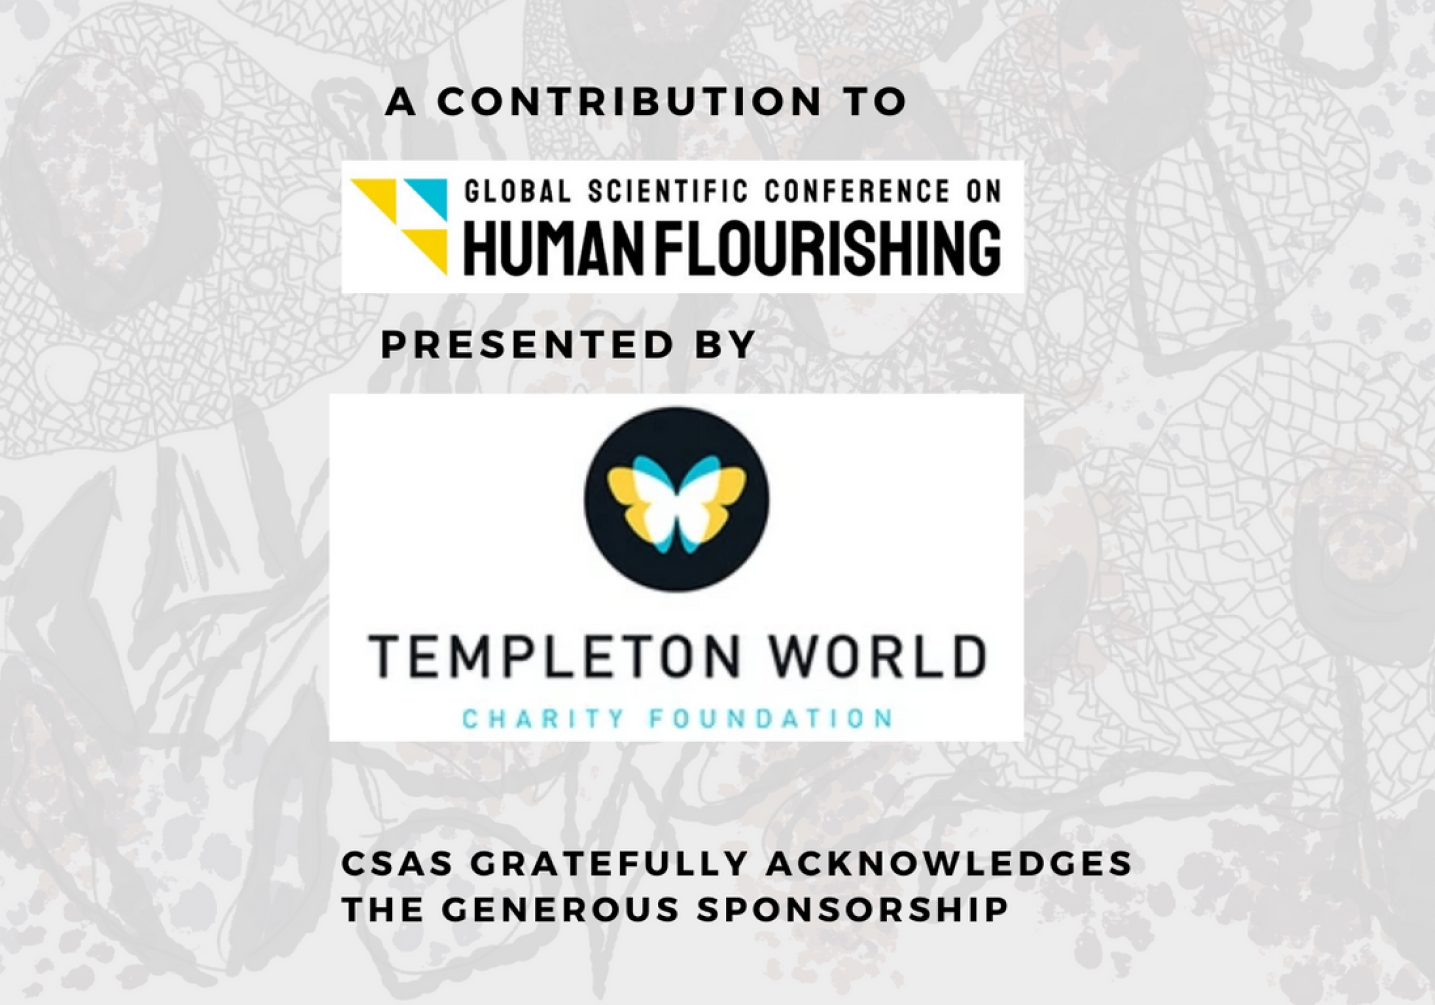 A CONTRIBUTION TO
GLOBAL SCIENTIFIC CONFERENCE ON
HUMAN FLOURISHING
PRESENTED BY
TEMPLETON WORLD
CHARITY FOUNDATION
CSAS GRATEFULLY ACKNOWLEDGES
THE GENEROUS SPONSORSHIP